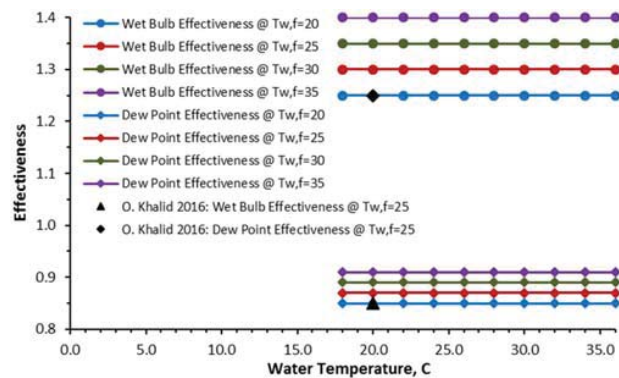 1.4
1.3
1.2
1.1
1.0
0.9
0.8
Effectiveness
Wet Bulb Effectiveness @ Tw,f=20
Wet Bulb Effectiveness @ Tw,f=25
Wet Bulb Effectiveness @ Tw,f=30
Wet Bulb Effectiveness @ Tw,f=35
Dew Point Effectiveness @ Tw,f=20
Dew Point Effectiveness @ Tw,f=25
Dew Point Effectiveness @ Tw,f=30
Dew Point Effectiveness @ Tw,f=35
O. Khalid 2016: Wet Bulb Effectiveness @ Tw,f=25
O. Khalid 2016: Dew Point Effectiveness @ Tw,f=25
0.0 5.0 10.0 15.0 20.0 25.0 30.0 35.0
Water Temperature, C